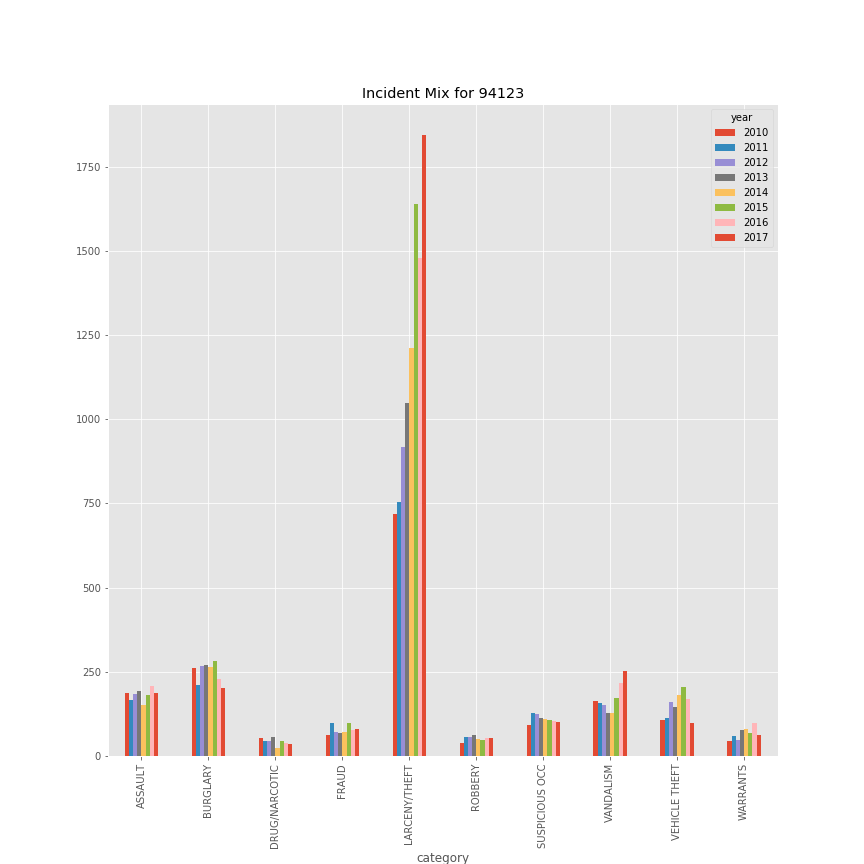 Incident Mix for 94123
year
2010
2011
2012
2013
2014
2015
2016
2017
1750
1500
1250
1000
750
500
250
0
ASSAULT
BURGLARY
DRUG/NARCOTIC
FRAUD
LARCENY/THEFT
ROBBERY
SUSPICIOUS OCC
VANDALISM
VEHICLE THEFT
WARRANTS
category